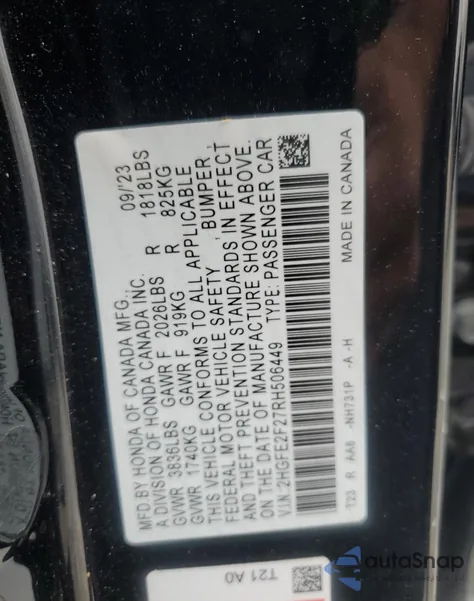 MFD.BY HONDA OF CANADA MFG., 09/'23
A DIVISION OF HONDA CANADA INC.
GVWR 3836LBS GAWR F 2026LBS R 1818LBS
GVWR 1740KG GAWR F 919KG R 825KG
THIS VEHICLE CONFORMS TO ALL APPLICABLE
FEDERAL MOTOR VEHICLE SAFETY, BUMPER,
AND THEFT PREVENTION STANDARDS IN EFFECT
ON THE DATE OF MANUFACTURE SHOWN ABOVE.
V.I.N: 2HGFE2F27RH506449 TYPE: PASSENGER CAR
T23 R AA6 -NH731P -A -H MADE IN CANADA
T21 A0
autoSnap